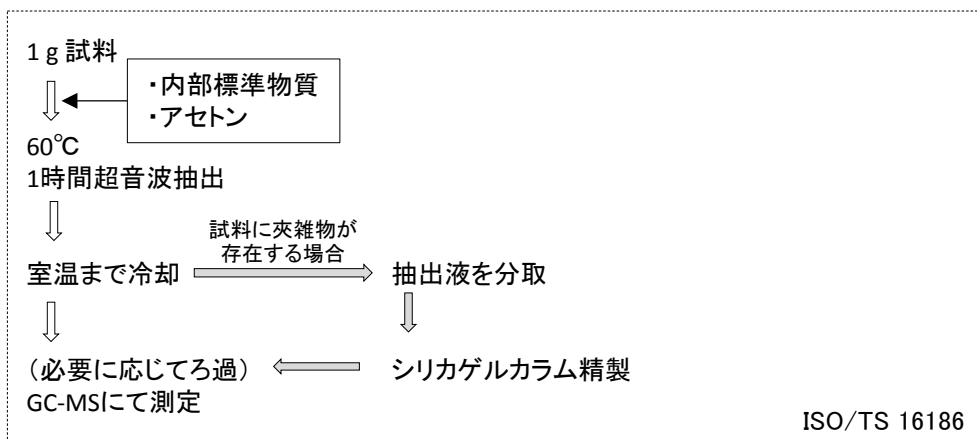 1 g 試料
・内部標準物質
・アセトン
60℃
1時間超音波抽出
試料に夾雑物が
存在する場合
室温まで冷却
抽出液を分取
（必要に応じてろ過）
シリカゲルカラム精製
GC-MSにて測定
ISO/TS 16186